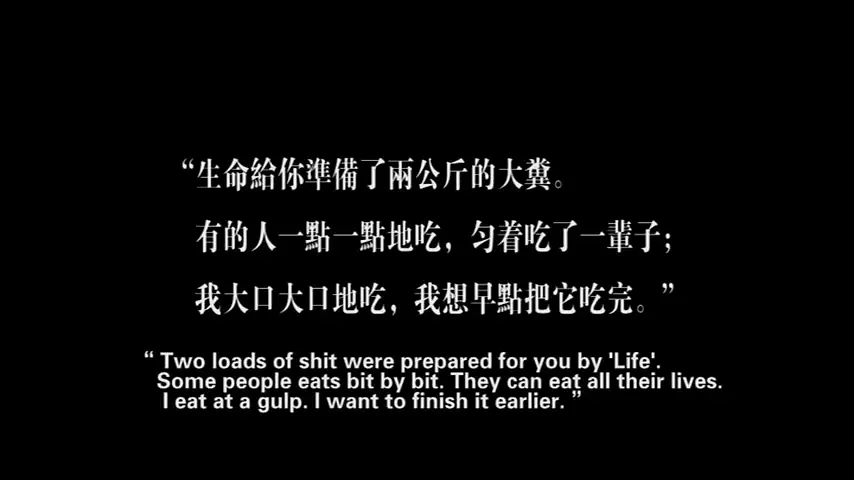 “生命給你準備了兩公斤的大糞。
有的人一點一點地吃，匀着吃了一輩子；
我大口大口地吃，我想早點把它吃完。”
“ Two loads of shit were prepared for you by 'Life'.
Some people eats bit by bit. They can eat all their lives.
I eat at a gulp. I want to finish it earlier. ”